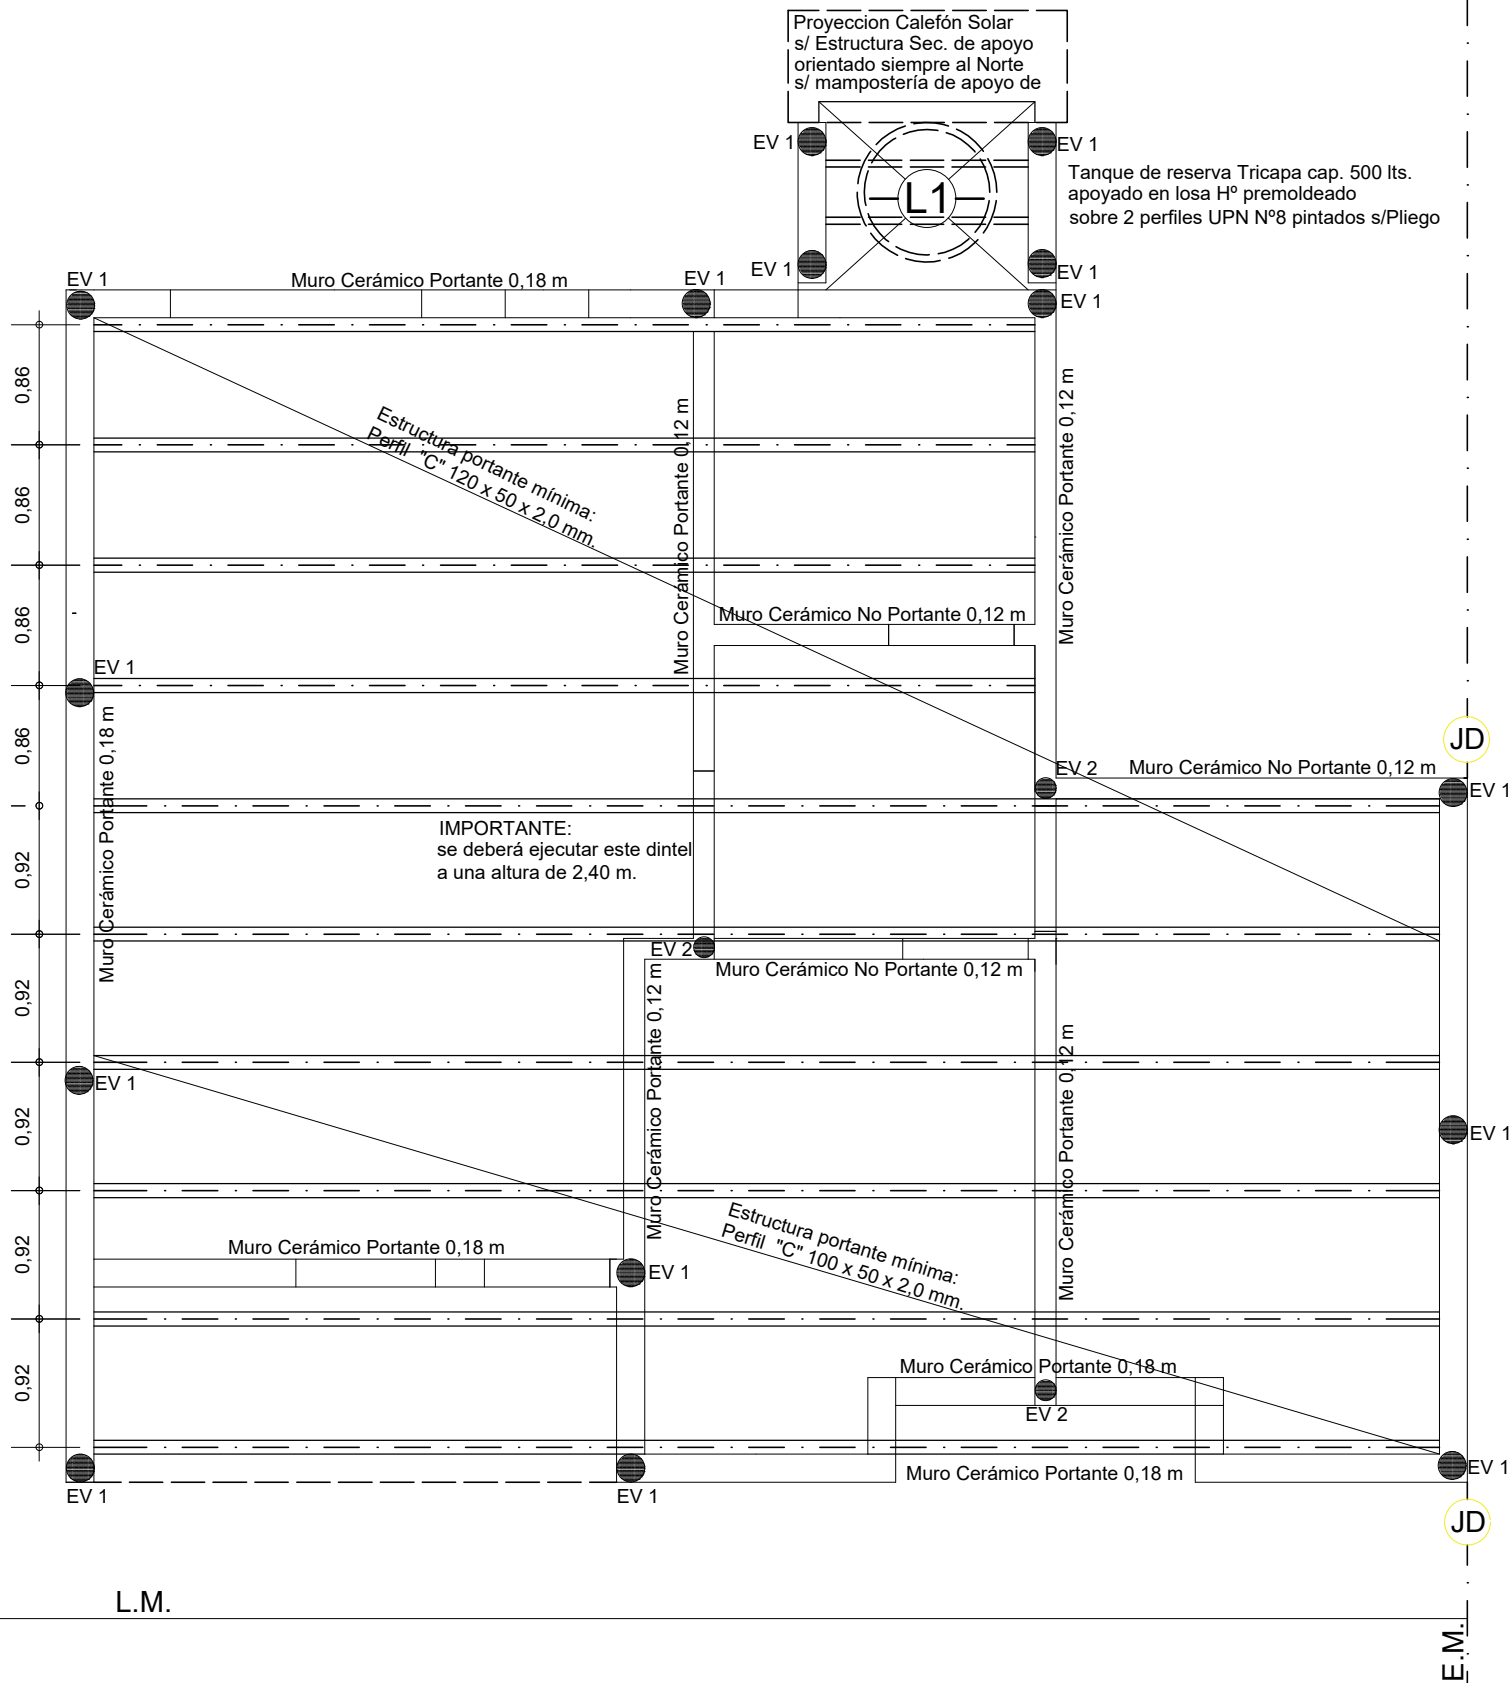 Proyeccion Calefón Solar
s/ Estructura Sec. de apoyo
orientado siempre al Norte
s/ mampostería de apoyo de
EV 1
EV 1
Tanque de reserva Tricapa cap. 500 lts.
apoyado en losa Hº premoldeado
sobre 2 perfiles UPN Nº8 pintados s/Pliego
L1
EV 1
EV 1
EV 1
Muro Cerámico Portante 0,18 m
EV 1
EV 1
0,86
0,86
0,86
0,86
0,92
0,92
0,92
0,92
0,92
Estructura portante mínima:
Perfil "C" 120 x 50 x 2,0 mm.
Muro Cerámico Portante 0,12 m
Muro Cerámico Portante 0,12 m
Muro Cerámico No Portante 0,12 m
EV 1
Muro Cerámico Portante 0,18 m
JD
EV 2
Muro Cerámico No Portante 0,12 m
EV 1
IMPORTANTE:
se deberá ejecutar este dintel
a una altura de 2,40 m.
EV 2
Muro Cerámico No Portante 0,12 m
Muro Cerámico Portante 0,12 m
Muro Cerámico Portante 0,12 m
EV 1
EV 1
Muro Cerámico Portante 0,18 m
EV 1
Estructura portante mínima:
Perfil "C" 100 x 50 x 2,0 mm.
Muro Cerámico Portante 0,18 m
EV 2
Muro Cerámico Portante 0,18 m
EV 1
EV 1
EV 1
JD
L.M.
E.M.